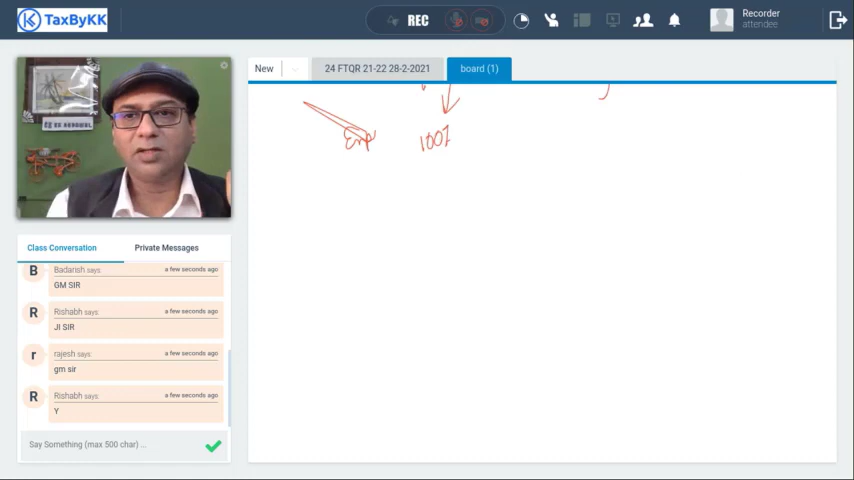 TaxByKK
REC
Recorder
attendee
New
24 FTQR 21-22 28-2-2021
board (1)
Emp
100%
Class Conversation
Private Messages
B
Badarish says:
a few seconds ago
GM SIR
R
Rishabh says:
a few seconds ago
JI SIR
r
rajesh says:
a few seconds ago
gm sir
R
Rishabh says:
a few seconds ago
Y
Say Something (max 500 char) ...